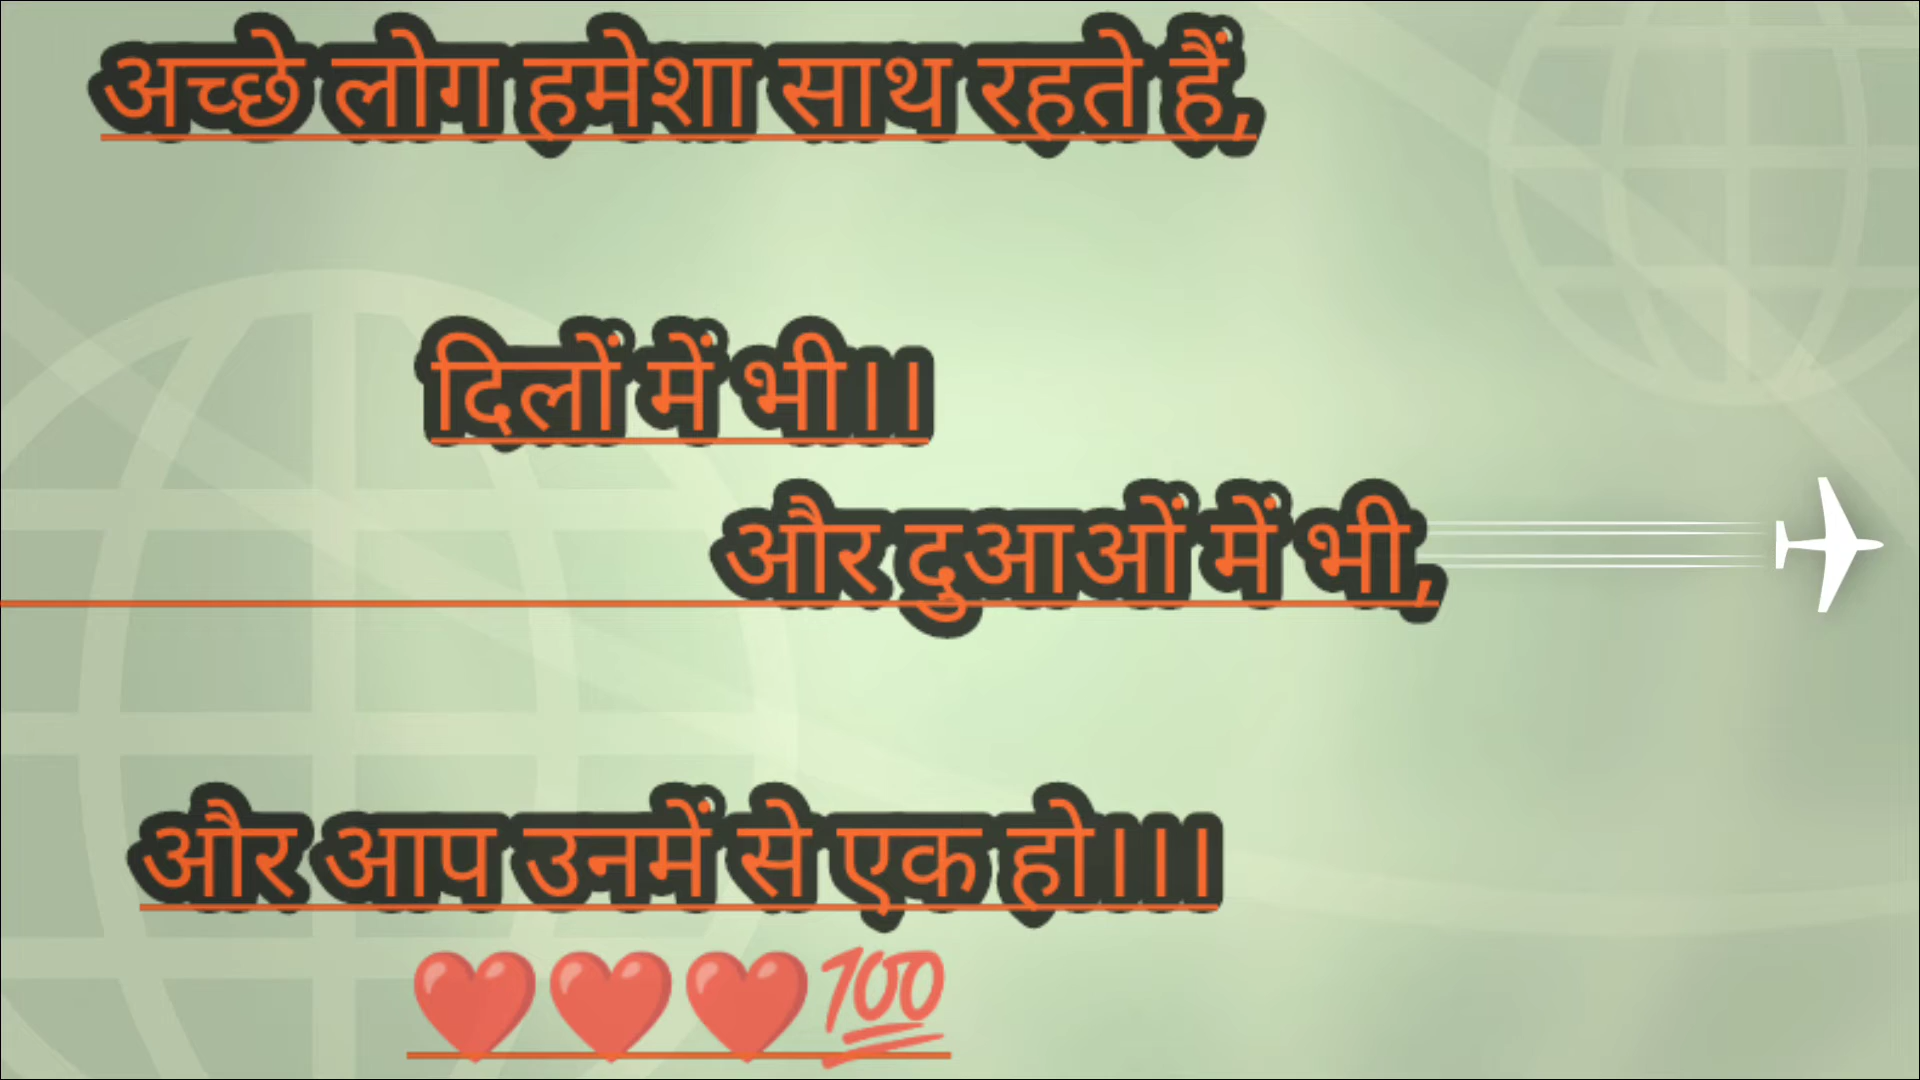 अच्छे लोग हमेशा साथ रहते हैं,
दिलों में भी।।
और दुआओं में भी,
और आप उनमें से एक हो।।।
❤️❤️❤️💯